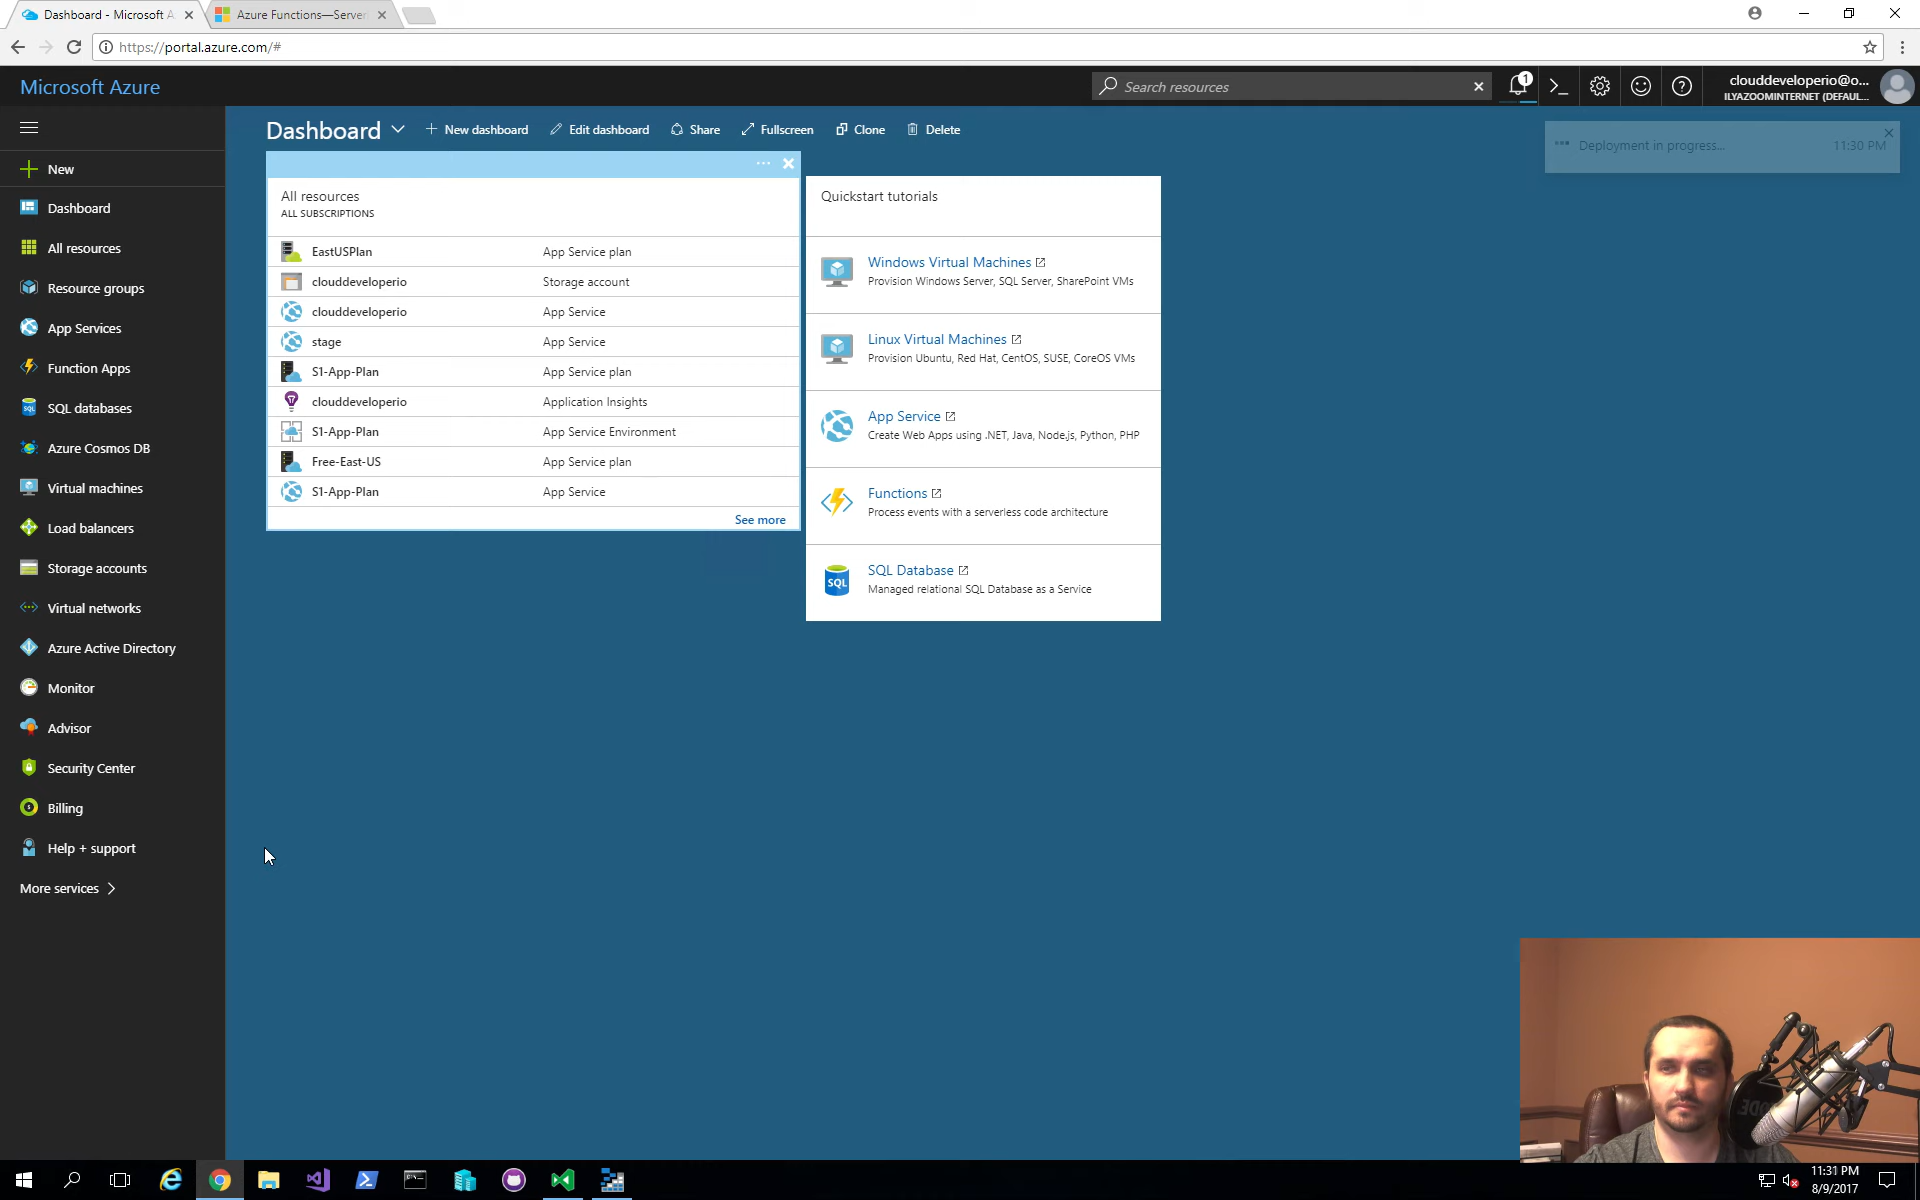 Dashboard - Microsoft A
Azure Functions—Server
https://portal.azure.com/#
Microsoft Azure
Search resources
1
clouddeveloperio@o...
ILYAZOOMINTERNET (DEFAUL...
Dashboard
New dashboard
Edit dashboard
Share
Fullscreen
Clone
Delete
Deployment in progress...
11:30 PM
New
Dashboard
All resources
Resource groups
App Services
Function Apps
SQL databases
Azure Cosmos DB
Virtual machines
Load balancers
Storage accounts
Virtual networks
Azure Active Directory
Monitor
Advisor
Security Center
Billing
Help + support
More services
All resources
ALL SUBSCRIPTIONS
EastUSPlan App Service plan
clouddeveloperio Storage account
clouddeveloperio App Service
stage App Service
S1-App-Plan App Service plan
clouddeveloperio Application Insights
S1-App-Plan App Service Environment
Free-East-US App Service plan
S1-App-Plan App Service
See more
Quickstart tutorials
Windows Virtual Machines
Provision Windows Server, SQL Server, SharePoint VMs
Linux Virtual Machines
Provision Ubuntu, Red Hat, CentOS, SUSE, CoreOS VMs
App Service
Create Web Apps using .NET, Java, Node.js, Python, PHP
Functions
Process events with a serverless code architecture
SQL
SQL Database
Managed relational SQL Database as a Service
11:31 PM
8/9/2017